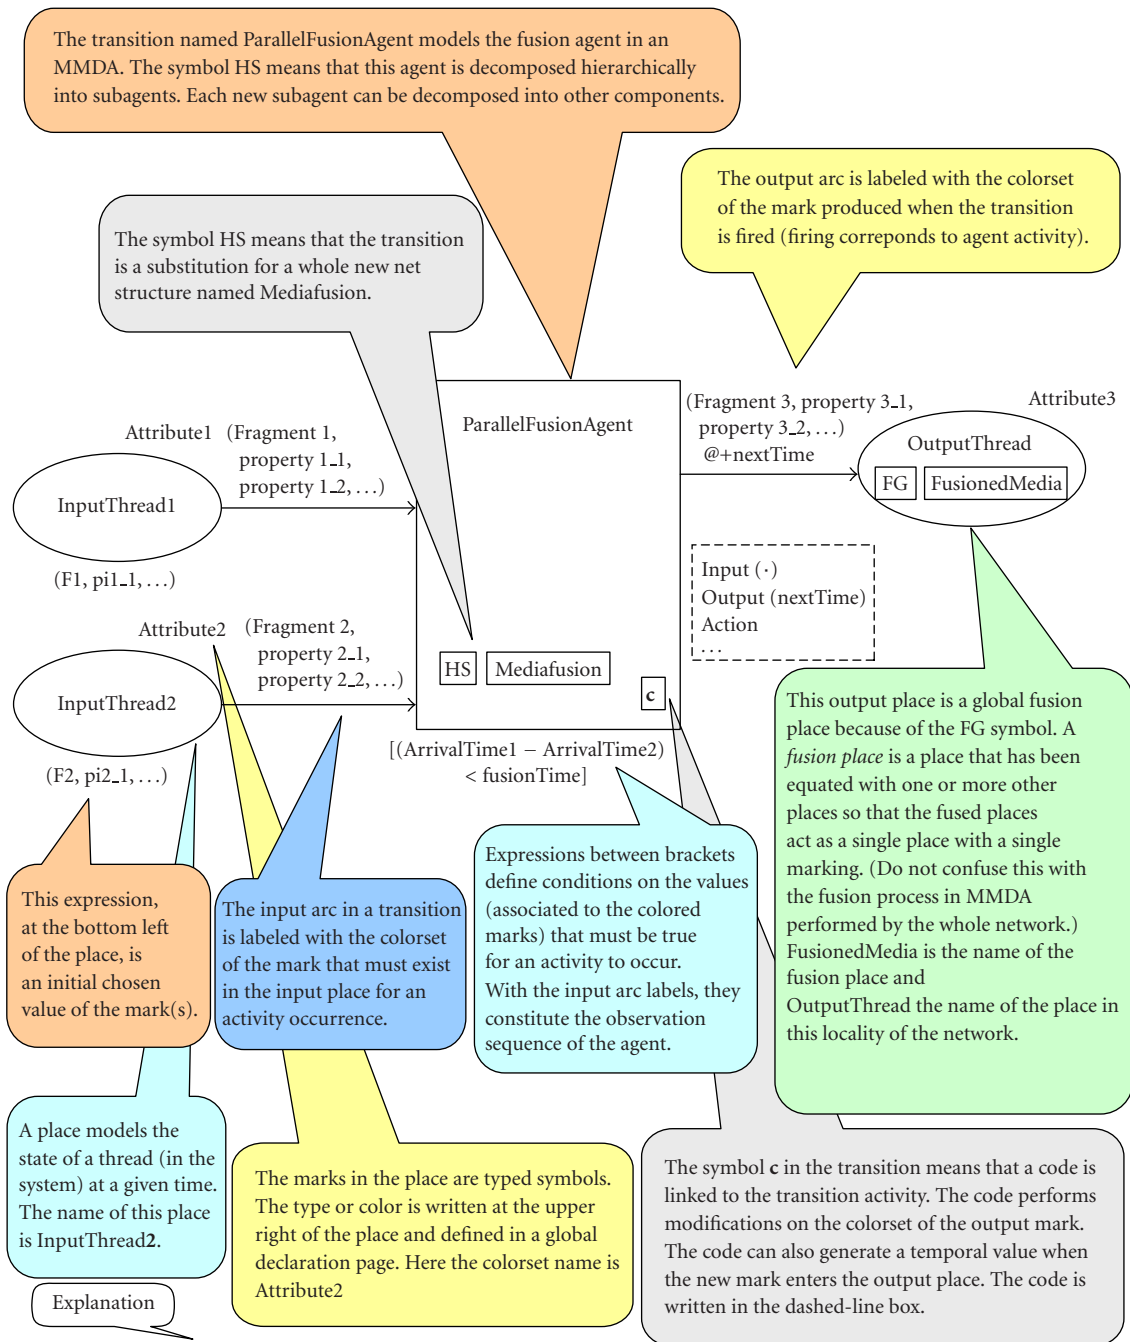 The transition named ParallelFusionAgent models the fusion agent in an
MMDA. The symbol HS means that this agent is decomposed hierarchically
into subagents. Each new subagent can be decomposed into other components.
The output arc is labeled with the colorset
of the mark produced when the transition
is fired (firing correponds to agent activity).
The symbol HS means that the transition
is a substitution for a whole new net
structure named Mediafusion.
Attribute1
(Fragment 1,
property 1_1,
property 1_2, . . .)
InputThread1
(F1, pi1_1, . . .)
ParallelFusionAgent
(Fragment 3, property 3_1,
property 3_2, . . .)
@+nextTime
Attribute3
OutputThread
FG
FusionedMedia
Input (·)
Output (nextTime)
Action
. . .
Attribute2
(Fragment 2,
property 2_1,
property 2_2, . . .)
InputThread2
(F2, pi2_1, . . .)
HS
Mediafusion
c
[(ArrivalTime1 − ArrivalTime2)
< fusionTime]
This expression,
at the bottom left
of the place, is
an initial chosen
value of the mark(s).
The input arc in a transition
is labeled with the colorset
of the mark that must exist
in the input place for an
activity occurrence.
Expressions between brackets
define conditions on the values
(associated to the colored
marks) that must be true
for an activity to occur.
With the input arc labels, they
constitute the observation
sequence of the agent.
This output place is a global fusion
place because of the FG symbol. A
fusion place is a place that has been
equated with one or more other
places so that the fused places
act as a single place with a single
marking. (Do not confuse this with
the fusion process in MMDA
performed by the whole network.)
FusionedMedia is the name of the
fusion place and
OutputThread the name of the place in
this locality of the network.
A place models the
state of a thread (in the
system) at a given time.
The name of this place
is InputThread2.
The marks in the place are typed symbols.
The type or color is written at the upper
right of the place and defined in a global
declaration page. Here the colorset name is
Attribute2
The symbol c in the transition means that a code is
linked to the transition activity. The code performs
modifications on the colorset of the output mark.
The code can also generate a temporal value when
the new mark enters the output place. The code is
written in the dashed-line box.
Explanation